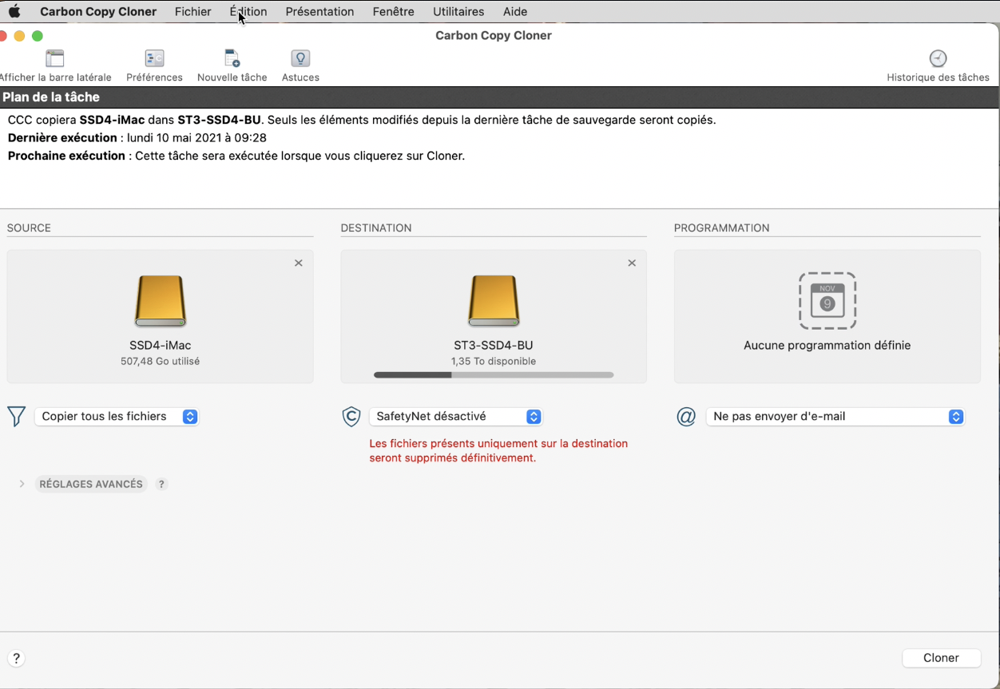 Carbon Copy Cloner Fichier Édition Présentation Fenêtre Utilitaires Aide
Carbon Copy Cloner
Afficher la barre latérale Préférences Nouvelle tâche Astuces Historique des tâches
Plan de la tâche
CCC copiera SSD4-iMac dans ST3-SSD4-BU. Seuls les éléments modifiés depuis la dernière tâche de sauvegarde seront copiés.
Dernière exécution : lundi 10 mai 2021 à 09:28
Prochaine exécution : Cette tâche sera exécutée lorsque vous cliquerez sur Cloner.
SOURCE DESTINATION PROGRAMMATION
NOV
9
SSD4-iMac ST3-SSD4-BU Aucune programmation définie
507,48 Go utilisé 1,35 To disponible
Copier tous les fichiers SafetyNet désactivé @ Ne pas envoyer d'e-mail
Les fichiers présents uniquement sur la destination
seront supprimés définitivement.
RÉGLAGES AVANCÉS ?
? Cloner